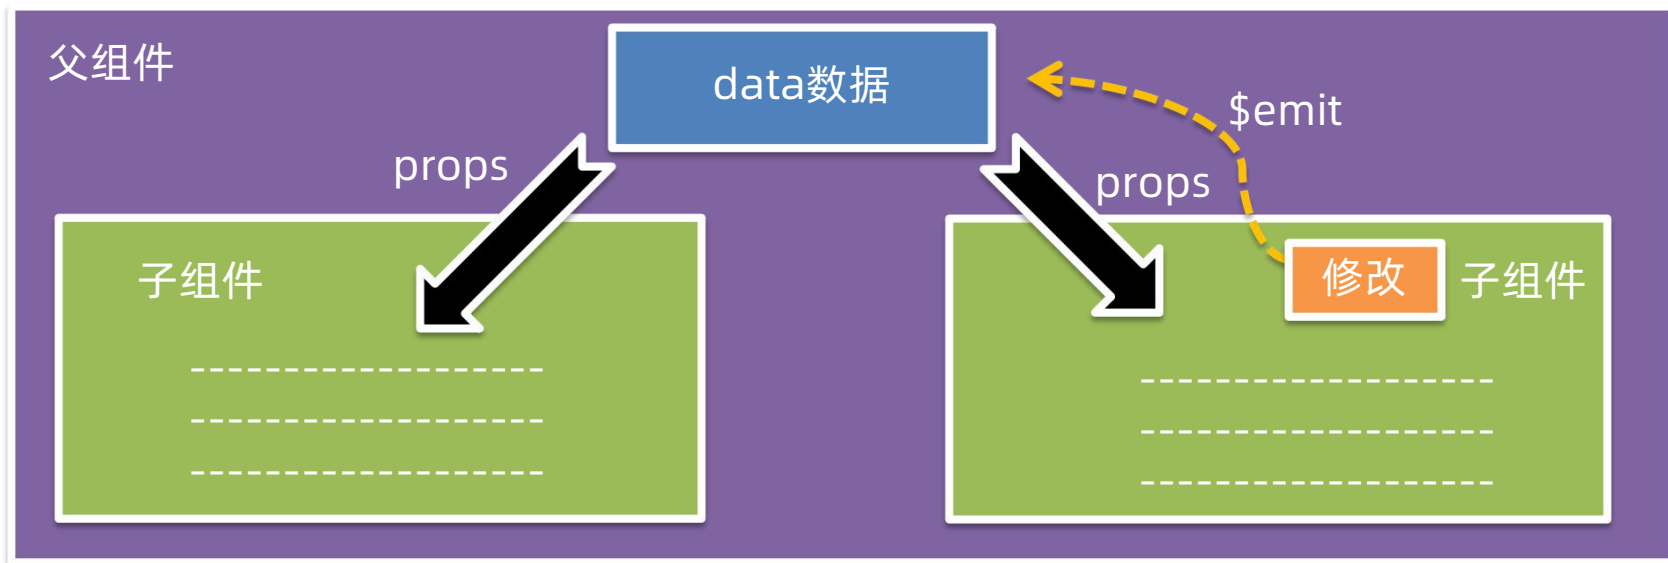 父组件
data数据
$emit
props
props
子组件
修改
子组件